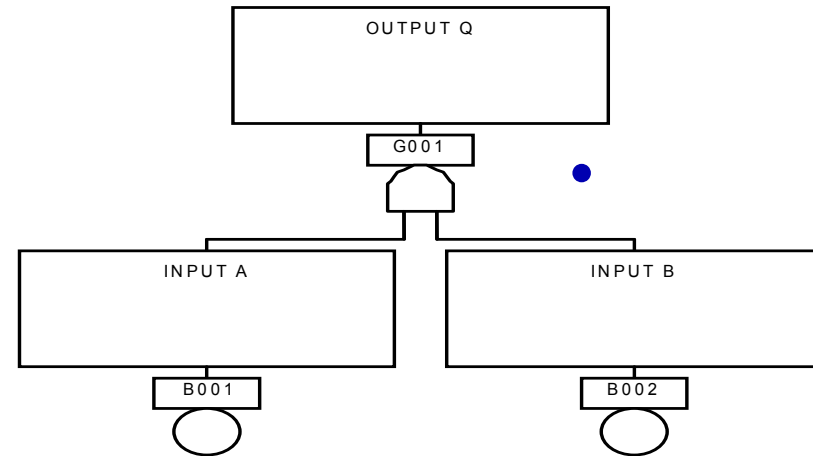 OUTPUT Q
G001
INPUT A
INPUT B
B001
B002